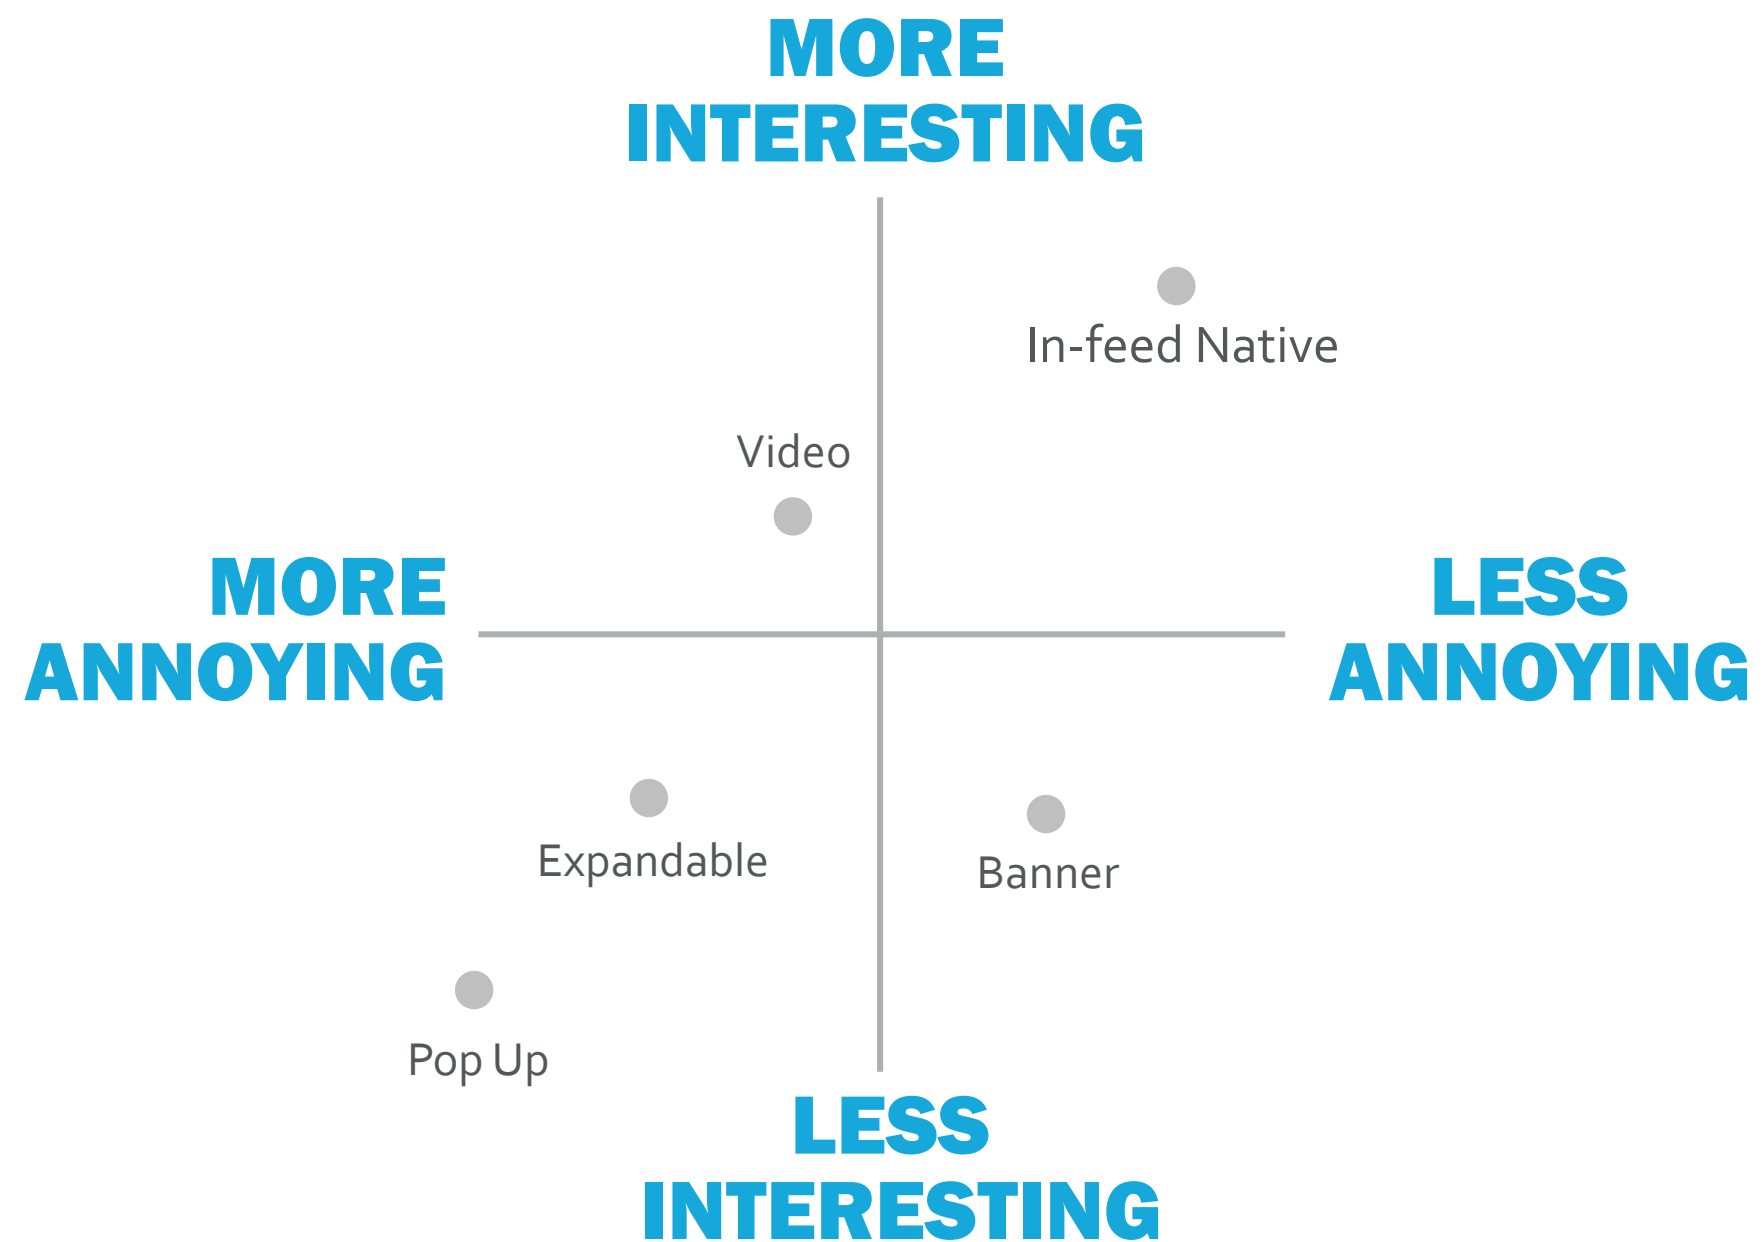 MORE
INTERESTING
In-feed Native
Video
MORE
ANNOYING
LESS
ANNOYING
Expandable
Banner
Pop Up
LESS
INTERESTING